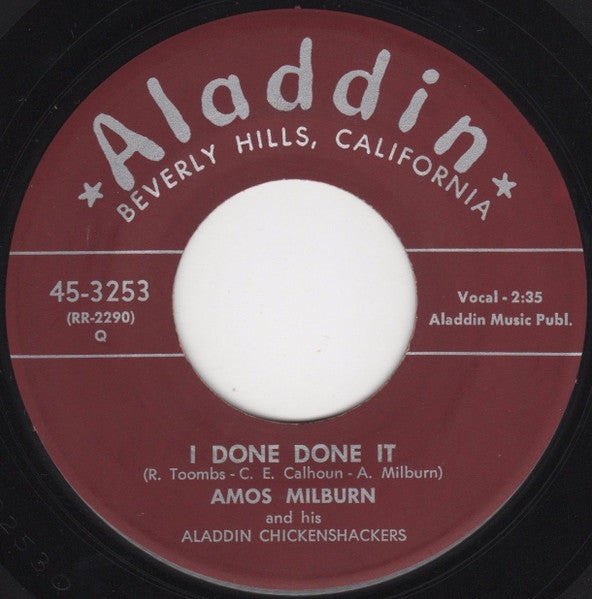 Aladdin
BEVERLY HILLS, CALIFORNIA
45-3253
(RR-2290)
Q
Vocal - 2:35
Aladdin Music Publ.
I DONE DONE IT
(R. Toombs - C. E. Calhoun - A. Milburn)
AMOS MILBURN
and his
ALADDIN CHICKENSHACKERS